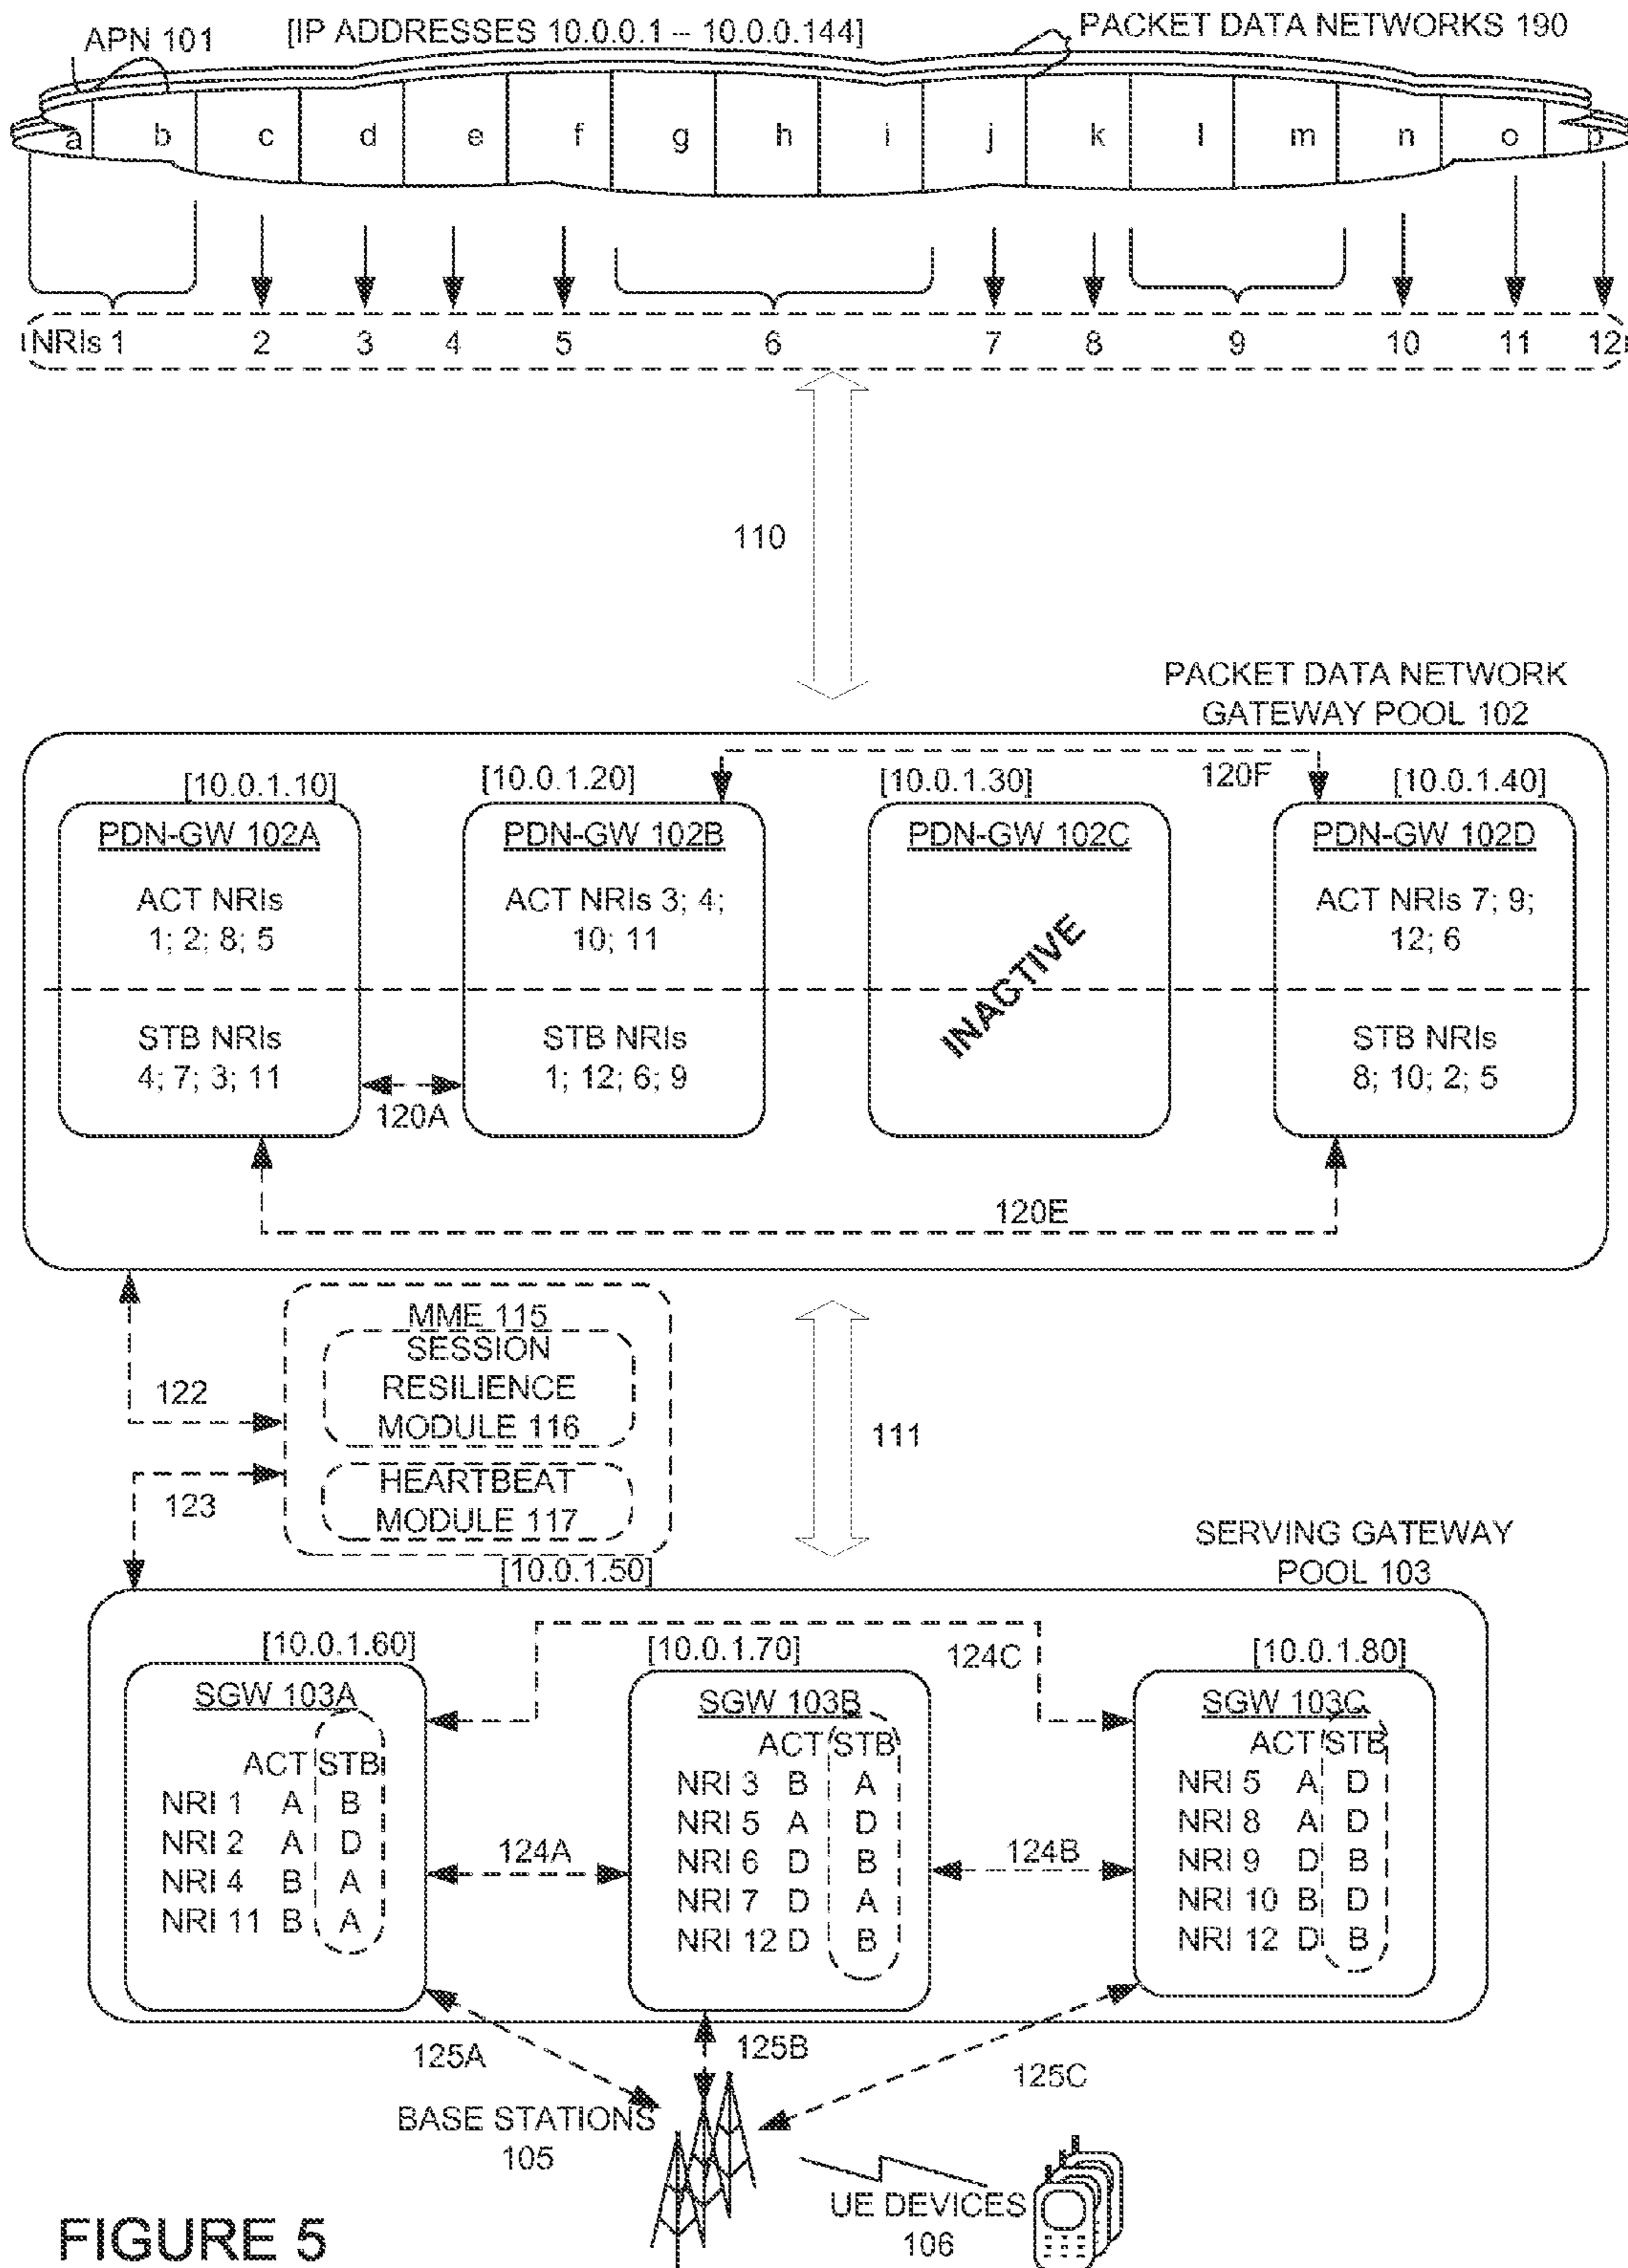 APN 101
[IP ADDRESSES 10.0.0.1 – 10.0.0.144]
PACKET DATA NETWORKS 190
a b c d e f g h i j k l m n o p
NRIs 1 2 3 4 5 6 7 8 9 10 11 12
110
PACKET DATA NETWORK
GATEWAY POOL 102
120F
[10.0.1.10]
PDN-GW 102A
ACT NRIs
1; 2; 8; 5
STB NRIs
4; 7; 3; 11
120A
[10.0.1.20]
PDN-GW 102B
ACT NRIs 3; 4;
10; 11
STB NRIs
1; 12; 6; 9
[10.0.1.30]
PDN-GW 102C
INACTIVE
[10.0.1.40]
PDN-GW 102D
ACT NRIs 7; 9;
12; 6
STB NRIs
8; 10; 2; 5
120E
122
123
MME 115
SESSION
RESILIENCE
MODULE 116
HEARTBEAT
MODULE 117
[10.0.1.50]
111
SERVING GATEWAY
POOL 103
124C
[10.0.1.60]
SGW 103A
ACT STB
NRI 1 A B
NRI 2 A D
NRI 4 B A
NRI 11 B A
124A
[10.0.1.70]
SGW 103B
ACT STB
NRI 3 B A
NRI 5 A D
NRI 6 D B
NRI 7 D A
NRI 12 D B
124B
[10.0.1.80]
SGW 103C
ACT STB
NRI 5 A D
NRI 8 A D
NRI 9 D B
NRI 10 B D
NRI 12 D B
125A
125B
125C
BASE STATIONS
105
UE DEVICES
106
FIGURE 5